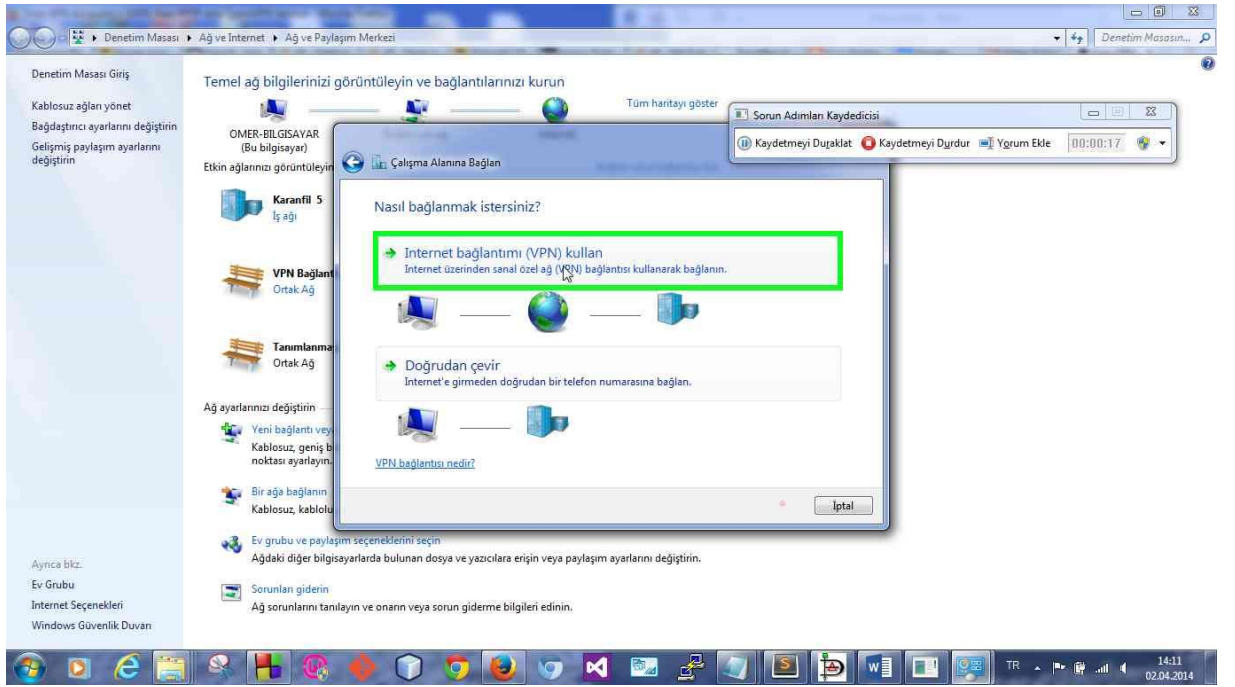 Denetim Masası ▸ Ağ ve Internet ▸ Ağ ve Paylaşım Merkezi
Denetim Masasın...
Denetim Masası Giriş
Kablosuz ağları yönet
Bağdaştırıcı ayarlarını değiştirin
Gelişmiş paylaşım ayarlarını
değiştirin
Temel ağ bilgilerinizi görüntüleyin ve bağlantılarınızı kurun
Tüm haritayı göster
OMER-BILGISAYAR
(Bu bilgisayar)
Etkin ağlarınızı görüntüleyin
Karanfil 5
İş ağı
VPN Bağlant
Ortak Ağ
Tanımlanma
Ortak Ağ
Ağ ayarlarınızı değiştirin
Yeni bağlantı vey
Kablosuz, geniş b
noktası ayarlayın.
Bir ağa bağlanın
Kablosuz, kablolu
Ev grubu ve paylaşım seçeneklerini seçin
Ağdaki diğer bilgisayarlarda bulunan dosya ve yazıcılara erişin veya paylaşım ayarlarını değiştirin.
Sorunları giderin
Ağ sorunlarını tanılayın ve onarın veya sorun giderme bilgileri edinin.
Ayrıca bkz.
Ev Grubu
Internet Seçenekleri
Windows Güvenlik Duvarı
Sorun Adımları Kaydedicisi
Kaydetmeyi Duraklat Kaydetmeyi Durdur Yorum Ekle 00:00:17
Çalışma Alanına Bağlan
Nasıl bağlanmak istersiniz?
Internet bağlantımı (VPN) kullan
Internet üzerinden sanal özel ağ (VPN) bağlantısı kullanarak bağlanın.
Doğrudan çevir
Internet'e girmeden doğrudan bir telefon numarasına bağlan.
VPN bağlantısı nedir?
İptal
TR
14:11
02.04.2014